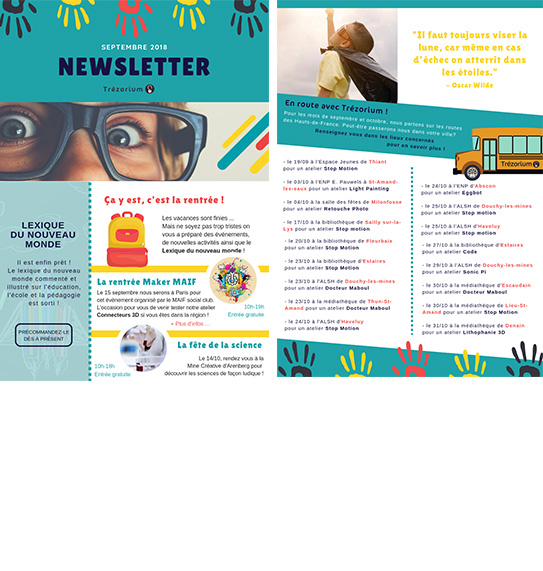 SEPTEMBRE 2018
NEWSLETTER
Trézorium
LEXIQUE
DU NOUVEAU
MONDE
Il est enfin prêt !
Le lexique du nouveau
monde commenté et
illustré sur l'éducation,
l'école et la pédagogie
est sorti !
PRÉCOMMANDEZ-LE
DÈS À PRÉSENT
Ça y est, c'est la rentrée !
Les vacances sont finies ...
Mais ne soyez pas trop tristes on
vous a préparé des événements,
de nouvelles activités ainsi que le
Lexique du nouveau monde !
La rentrée Maker MAIF
Le 15 septembre nous serons à Paris pour
cet événement organisé par le MAIF social club.
L'occasion pour vous de venir tester notre atelier
Connecteurs 3D si vous êtes dans la région !
+ Plus d'infos ...
10h-19h
Entrée gratuite
La fête de la science
10h-18h
Entrée gratuite
Le 14/10, rendez vous à la
Mine Créative d'Arenberg pour
découvrir les sciences de façon ludique !
"Il faut toujours viser la
lune, car même en cas
d'échec on atterrit dans
les étoiles."
– Oscar Wilde
En route avec Trézorium !
Pour les mois de septembre et octobre, nous partons sur les routes
des Hauts-de-France. Peut-être passerons nous dans votre ville?
Renseignez vous dans les lieux concernés
pour en savoir plus !
Trézorium
- le 19/09 à l'Espace Jeunes de Thiant
pour un atelier Stop Motion
- le 03/10 à l'ENP E. Pauwels à St-Amand-
les-eaux pour un atelier Light Painting
- le 04/10 à la salle des fêtes de Milonfosse
pour un atelier Retouche Photo
- le 17/10 à la bibliothèque de Sailly-sur-la-
Lys pour un atelier Stop motion
- le 20/10 à la bibliothèque de Fleurbaix
pour un atelier Stop Motion
- le 23/10 à la bibliothèque d'Estaires
pour un atelier Stop Motion
- le 23/10 à l'ALSH de Douchy-les-mines
pour un atelier Docteur Maboul
- le 23/10 à la médiathèque de Thun-St-
Amand pour un atelier Docteur Maboul
- le 24/10 à l'ALSH d'Haveluy
pour un atelier Stop Motion
- le 24/10 à l'ENP d'Abscon
pour un atelier Eggbot
- le 25/10 à l'ALSH de Douchy-les-mines
pour un atelier Stop motion
- le 25/10 à l'ALSH d'Haveluy
pour un atelier Stop motion
- le 27/10 à la bibliothèque d'Estaires
pour un atelier Code
- le 29/10 à l'ALSH de Douchy-les-mines
pour un atelier Sonic Pi
- le 30/10 à la médiathèque d'Escaudain
pour un atelier Docteur Maboul
- le 30/10 à la médiathèque de Lieu-St-
Amand pour un atelier Stop Motion
- le 31/10 à la médiathèque de Denain
pour un atelier Lithophanie 3D